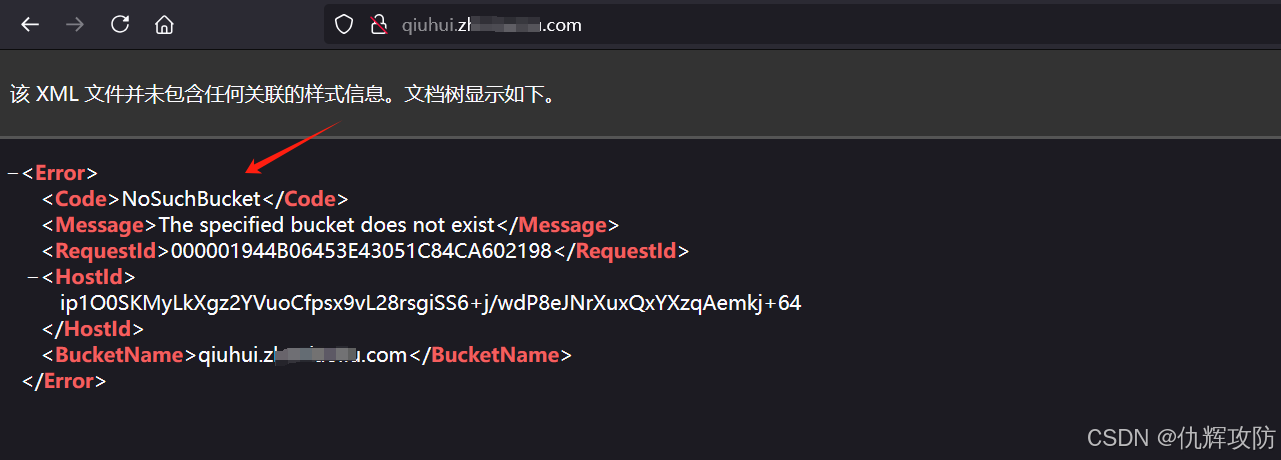 qiuhui.zh .com
该 XML 文件并未包含任何关联的样式信息。文档树显示如下。
−<Error>
<Code>NoSuchBucket</Code>
<Message>The specified bucket does not exist</Message>
<RequestId>000001944B06453E43051C84CA602198</RequestId>
−<HostId>
ip1O0SKMyLkXgz2YVuoCfpsx9vL28rsgiSS6+j/wdP8eJNrXuxQxYXzqAemkj+64
</HostId>
<BucketName>qiuhui.z .com</BucketName>
</Error>
CSDN @仇辉攻防